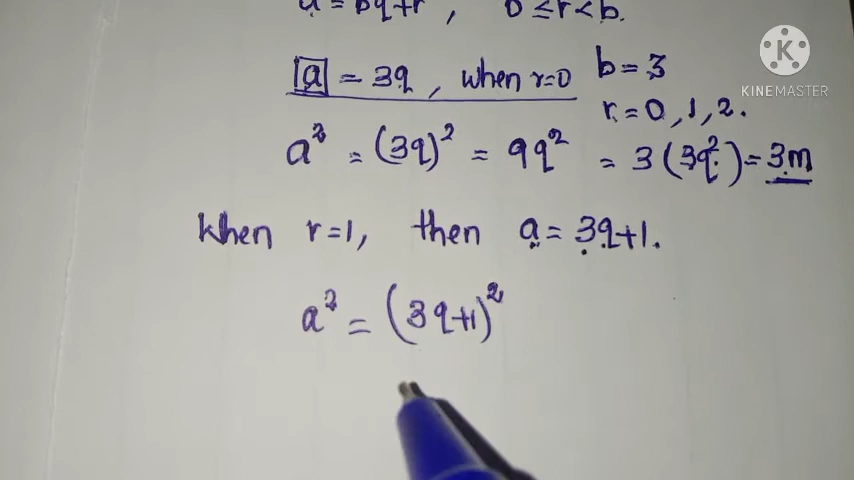 a = bq+r, 0 ≤ r < b.
a = 3q, when r=0 b = 3
r = 0, 1, 2.
a² = (3q)² = 9q² = 3(3q²) = 3m
When r=1, then a = 3q+1.
a² = (3q+1)²
KINEMASTER